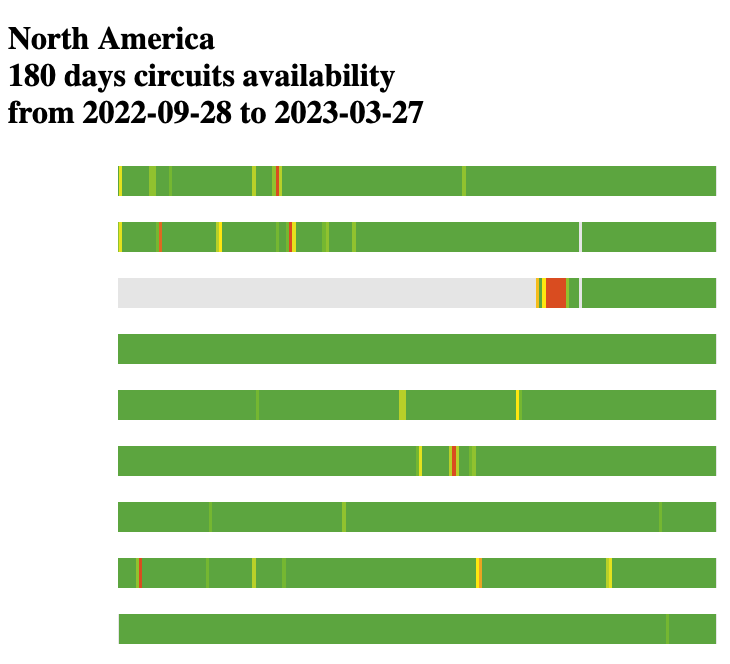 North America
180 days circuits availability
from 2022-09-28 to 2023-03-27